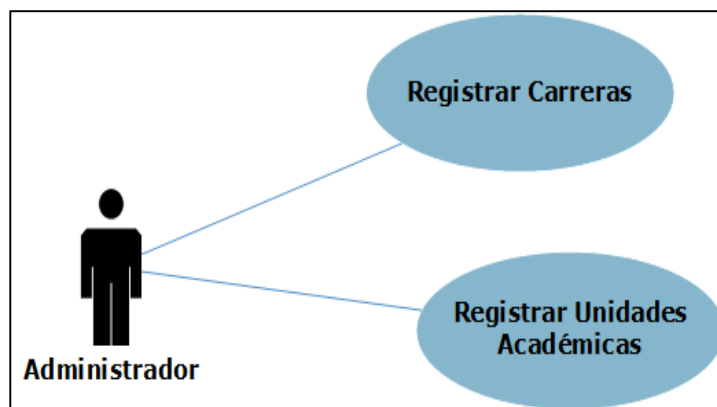 Registrar Carreras
Registrar Unidades
Académicas
Administrador